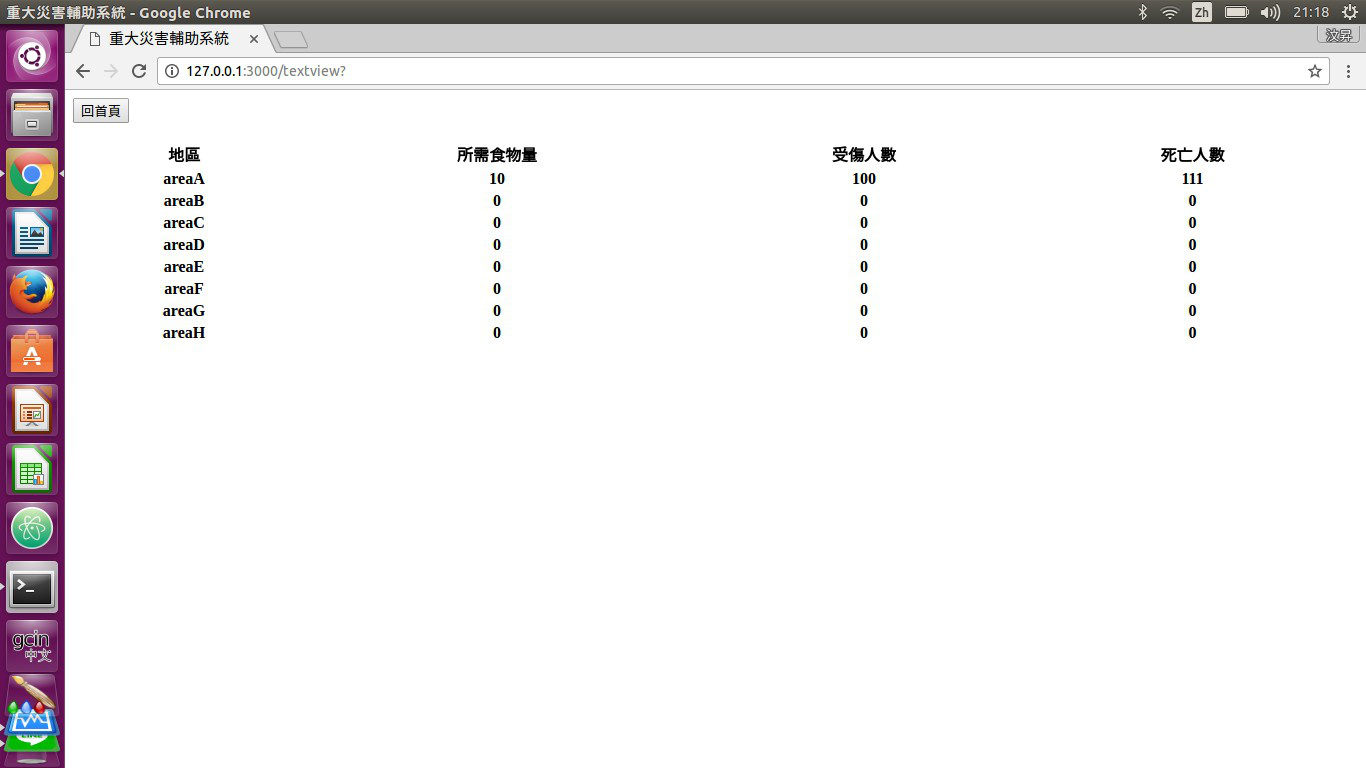 重大災害輔助系統 - Google Chrome
Zh
21:18
重大災害輔助系統
汶昇
127.0.0.1:3000/textview?
回首頁
地區 所需食物量 受傷人數 死亡人數
areaA 10 100 111
areaB 0 0 0
areaC 0 0 0
areaD 0 0 0
areaE 0 0 0
areaF 0 0 0
areaG 0 0 0
areaH 0 0 0
gcin
中文